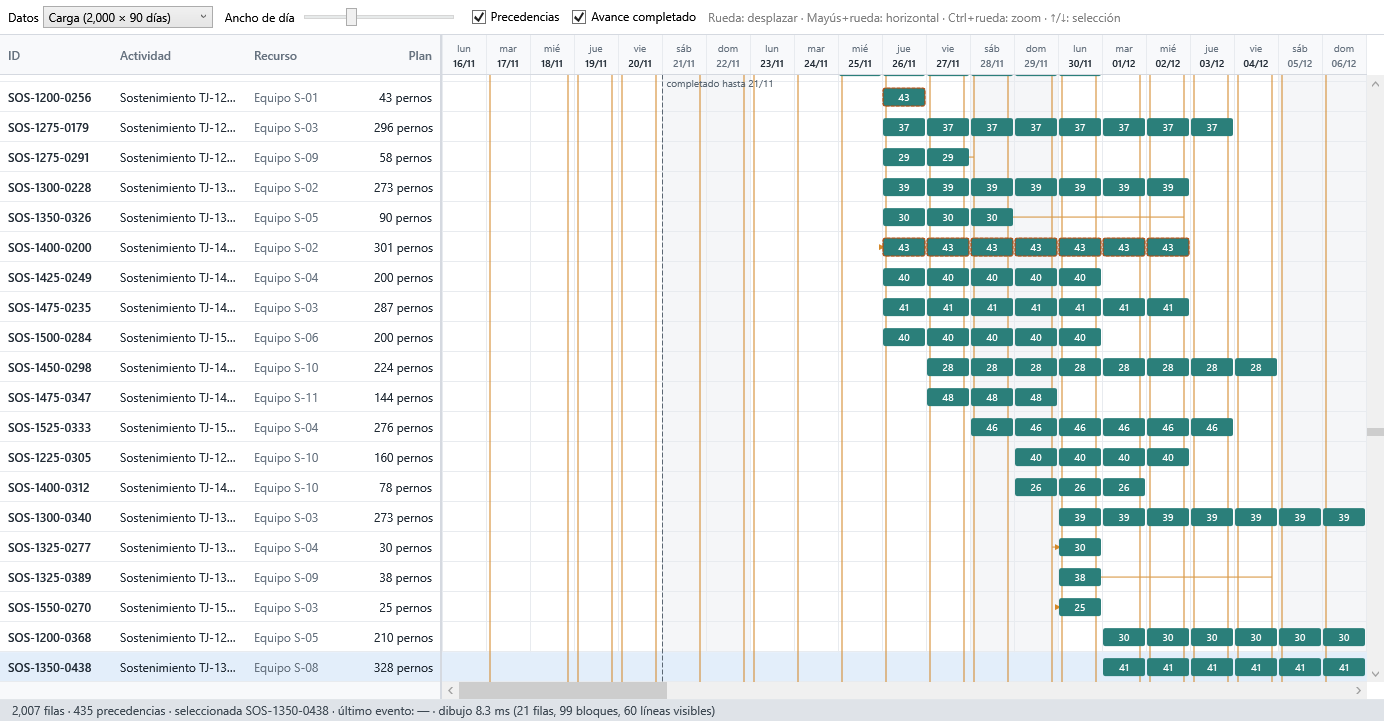 Datos Carga (2,000 × 90 días) Ancho de día Precedencias Avance completado Rueda: desplazar · Mayús+rueda: horizontal · Ctrl+rueda: zoom · ↑/↓: selección
lun mar mié jue vie sáb dom lun mar mié jue vie sáb dom lun mar mié jue vie sáb dom
ID Actividad Recurso Plan 16/11 17/11 18/11 19/11 20/11 21/11 22/11 23/11 24/11 25/11 26/11 27/11 28/11 29/11 30/11 01/12 02/12 03/12 04/12 05/12 06/12
completado hasta 21/11
SOS-1200-0256 Sostenimiento TJ-12... Equipo S-01 43 pernos 43
SOS-1275-0179 Sostenimiento TJ-12... Equipo S-03 296 pernos 37 37 37 37 37 37 37 37
SOS-1275-0291 Sostenimiento TJ-12... Equipo S-09 58 pernos 29 29
SOS-1300-0228 Sostenimiento TJ-13... Equipo S-02 273 pernos 39 39 39 39 39 39 39
SOS-1350-0326 Sostenimiento TJ-13... Equipo S-05 90 pernos 30 30 30
SOS-1400-0200 Sostenimiento TJ-14... Equipo S-02 301 pernos 43 43 43 43 43 43 43
SOS-1425-0249 Sostenimiento TJ-14... Equipo S-04 200 pernos 40 40 40 40 40
SOS-1475-0235 Sostenimiento TJ-14... Equipo S-03 287 pernos 41 41 41 41 41 41 41
SOS-1500-0284 Sostenimiento TJ-15... Equipo S-06 200 pernos 40 40 40 40 40
SOS-1450-0298 Sostenimiento TJ-14... Equipo S-10 224 pernos 28 28 28 28 28 28 28 28
SOS-1475-0347 Sostenimiento TJ-14... Equipo S-11 144 pernos 48 48 48
SOS-1525-0333 Sostenimiento TJ-15... Equipo S-04 276 pernos 46 46 46 46 46 46
SOS-1225-0305 Sostenimiento TJ-12... Equipo S-10 160 pernos 40 40 40 40
SOS-1400-0312 Sostenimiento TJ-14... Equipo S-10 78 pernos 26 26 26
SOS-1300-0340 Sostenimiento TJ-13... Equipo S-03 273 pernos 39 39 39 39 39 39 39
SOS-1325-0277 Sostenimiento TJ-13... Equipo S-04 30 pernos 30
SOS-1325-0389 Sostenimiento TJ-13... Equipo S-09 38 pernos 38
SOS-1550-0270 Sostenimiento TJ-15... Equipo S-03 25 pernos 25
SOS-1200-0368 Sostenimiento TJ-12... Equipo S-05 210 pernos 30 30 30 30 30 30
SOS-1350-0438 Sostenimiento TJ-13... Equipo S-08 328 pernos 41 41 41 41 41 41
2,007 filas · 435 precedencias · seleccionada SOS-1350-0438 · último evento: — · dibujo 8.3 ms (21 filas, 99 bloques, 60 líneas visibles)